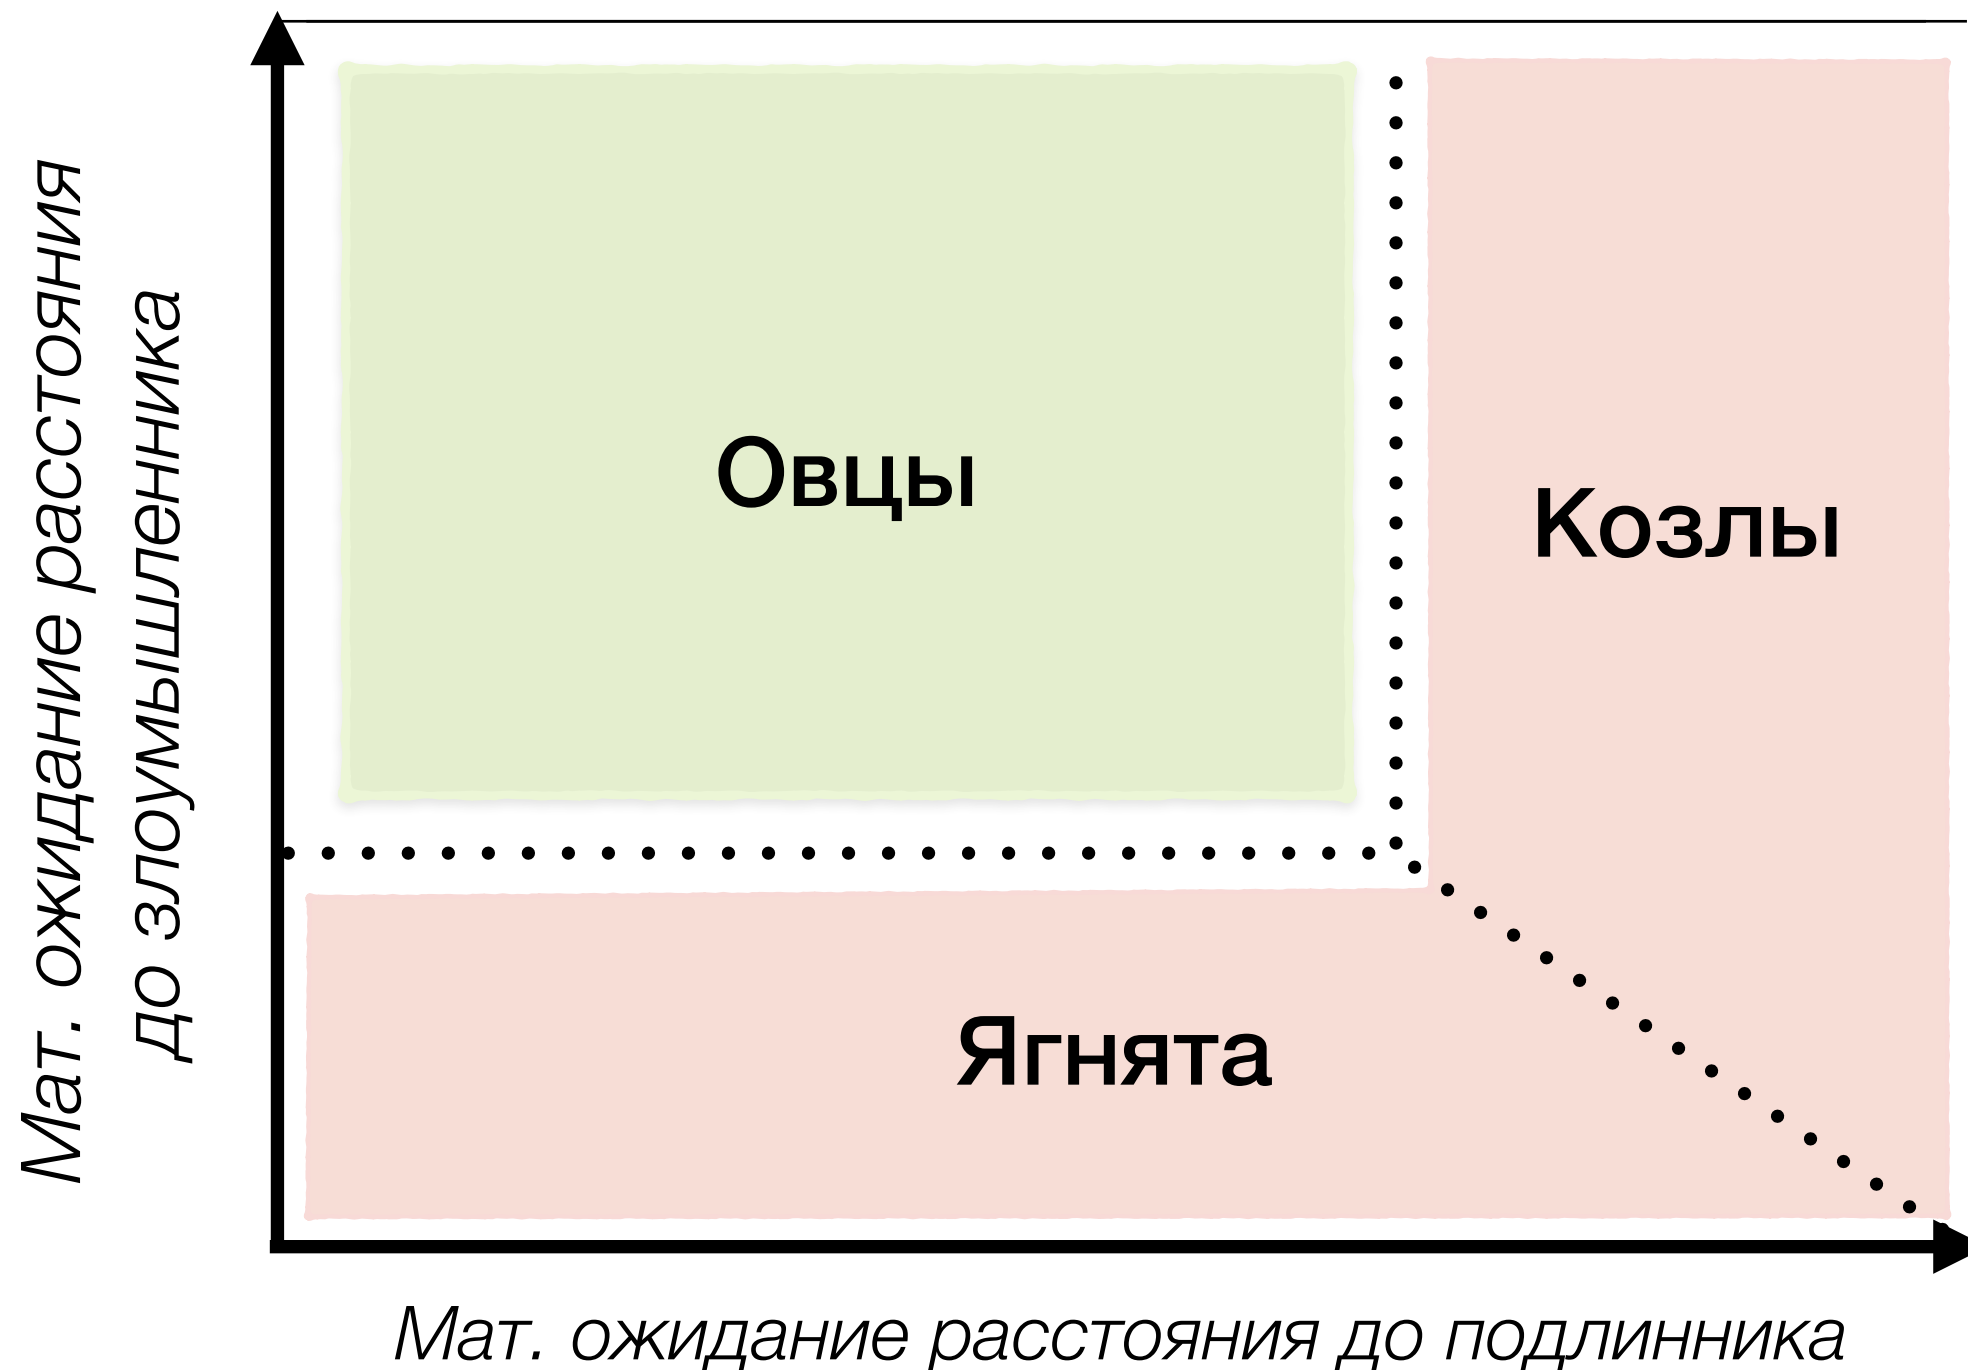 Мат. ожидание расстояния
до злоумышленника
Овцы
Козлы
Ягнята
Мат. ожидание расстояния до подлинника